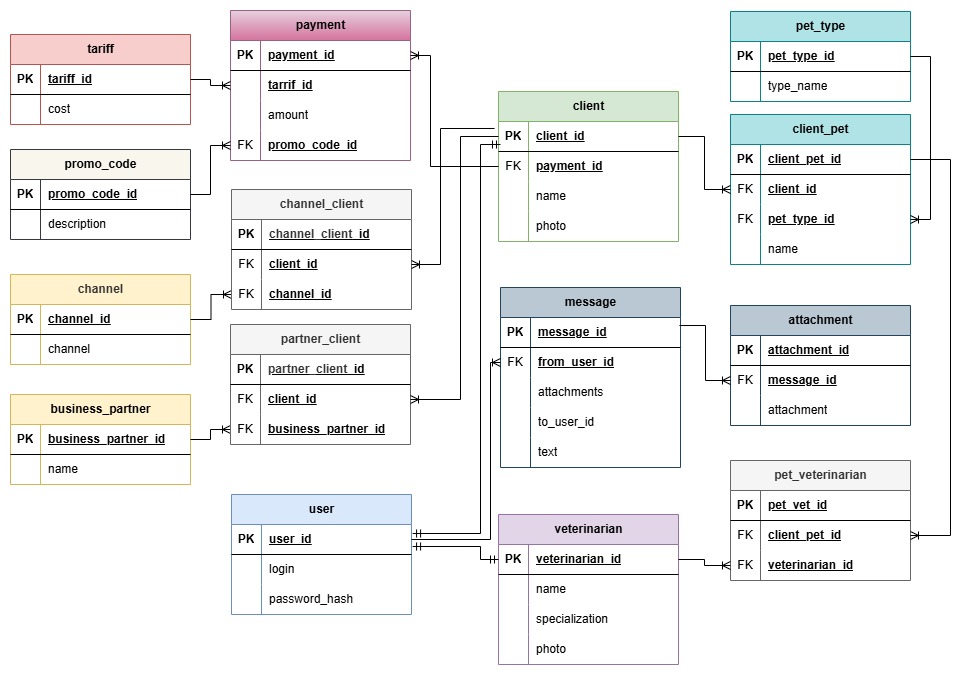 tariff
PK tariff_id
cost
promo_code
PK promo_code_id
description
channel
PK channel_id
channel
business_partner
PK business_partner_id
name
payment
PK payment_id
tarrif_id
amount
FK promo_code_id
channel_client
PK channel_client_id
FK client_id
FK channel_id
partner_client
PK partner_client_id
FK client_id
FK business_partner_id
user
PK user_id
login
password_hash
client
PK client_id
FK payment_id
name
photo
message
PK message_id
FK from_user_id
attachments
to_user_id
text
veterinarian
PK veterinarian_id
name
specialization
photo
pet_type
PK pet_type_id
type_name
client_pet
PK client_pet_id
FK client_id
FK pet_type_id
name
attachment
PK attachment_id
FK message_id
attachment
pet_veterinarian
PK pet_vet_id
FK client_pet_id
FK veterinarian_id